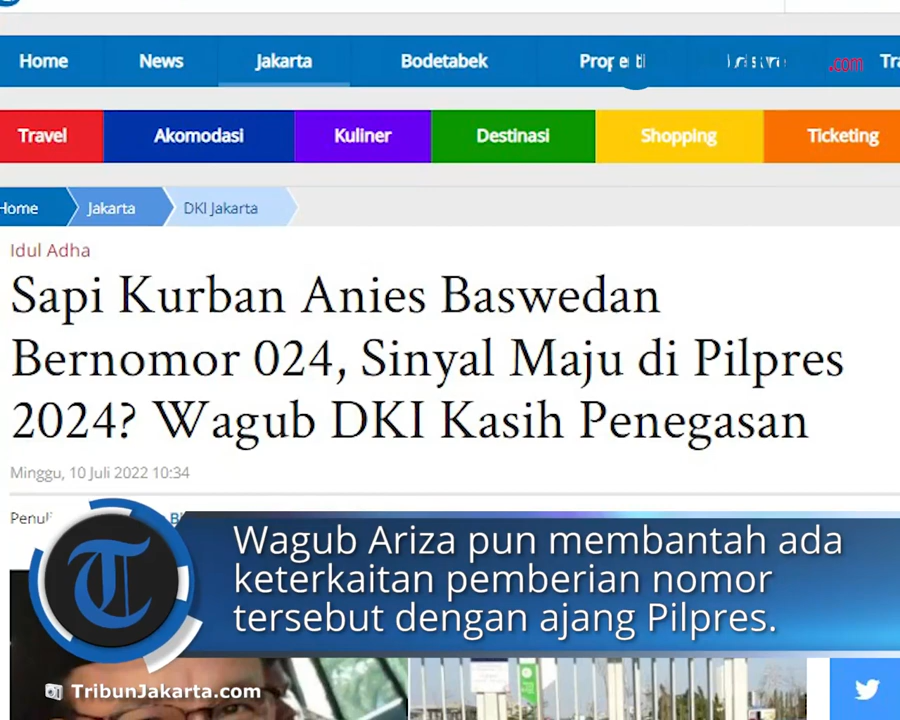 Home News Jakarta Bodetabek
.com
Travel Akomodasi Kuliner Destinasi Shopping Ticketing
Home Jakarta DKI Jakarta
Idul Adha
Sapi Kurban Anies Baswedan
Bernomor 024, Sinyal Maju di Pilpres
2024? Wagub DKI Kasih Penegasan
Minggu, 10 Juli 2022 10:34
Wagub Ariza pun membantah ada
keterkaitan pemberian nomor
tersebut dengan ajang Pilpres.
T
TribunJakarta.com